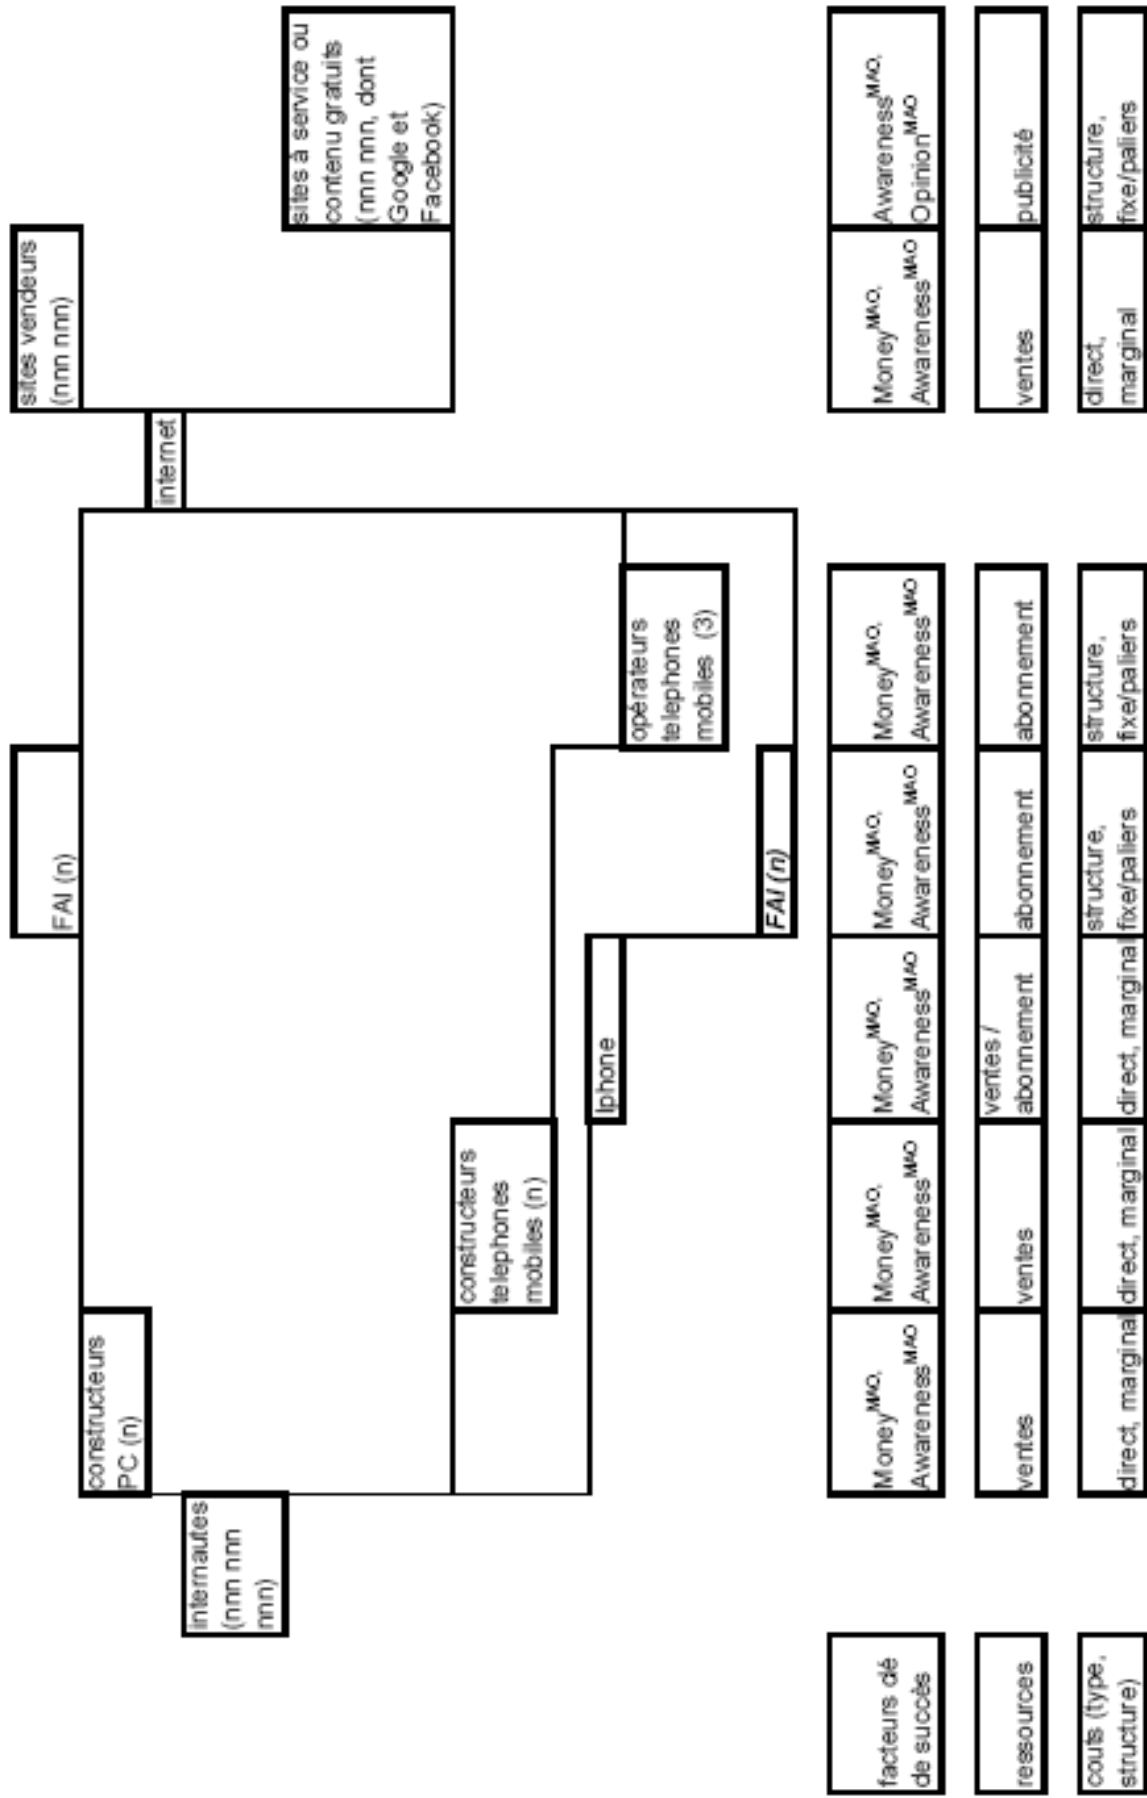 sites vendeurs
(nnn nnn)
FAI (n)
constructeurs
PC (n)
internet
internautes
(nnn nnn
nnn)
sites à service ou
contenu gratuits
(nnn nnn, dont
Google et
Facebook)
constructeurs
telephones
mobiles (n)
Iphone
opérateurs
telephones
mobiles (3)
FAI (n)
facteurs dé
de succès
Money^MAO,
Awareness^MAO
Money^MAO,
Awareness^MAO
Money^MAO,
Awareness^MAO
Money^MAO,
Awareness^MAO
Money^MAO,
Awareness^MAO
Money^MAO,
Awareness^MAO
Awareness^MAO,
Opinion^MAO
ressources
ventes
ventes
ventes /
abonnement
abonnement
abonnement
ventes
publicité
couts (type,
structure)
direct, marginal
direct, marginal
direct, marginal
structure,
fixe/paliers
structure,
fixe/paliers
direct,
marginal
structure,
fixe/paliers